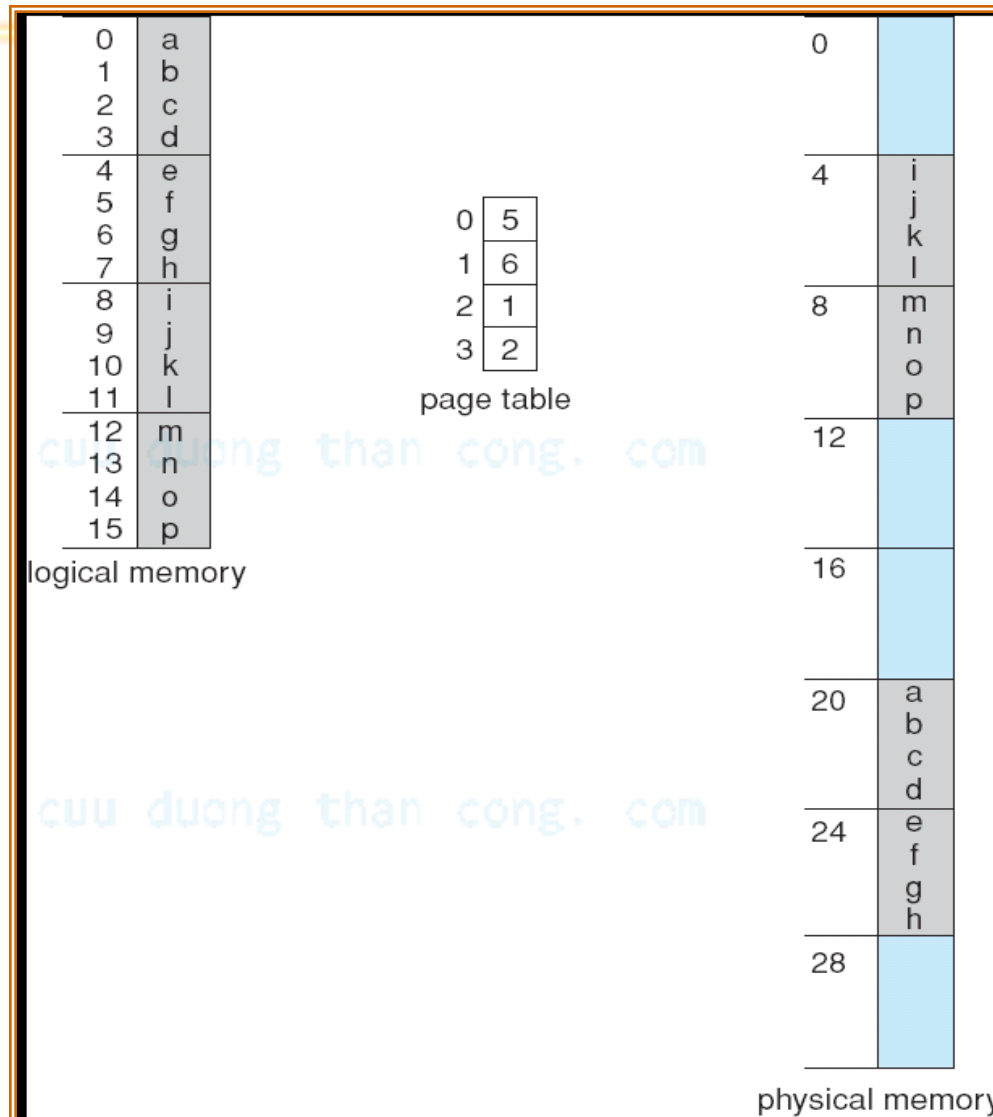 0 a
1 b
2 c
3 d
4 e
5 f
6 g
7 h
8 i
9 j
10 k
11 l
12 m
13 n
14 o
15 p
logical memory
0 5
1 6
2 1
3 2
page table
0
4 i
j
k
l
8 m
n
o
p
12
16
20 a
b
c
d
24 e
f
g
h
28
physical memory
cuu duong than cong. com
cuu duong than cong. com